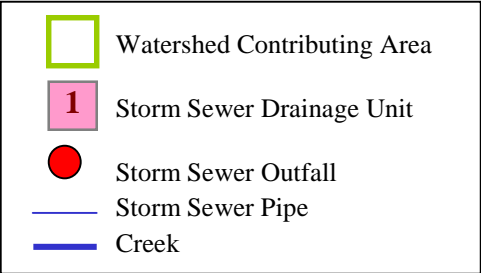 Watershed Contributing Area
1 Storm Sewer Drainage Unit
Storm Sewer Outfall
Storm Sewer Pipe
Creek